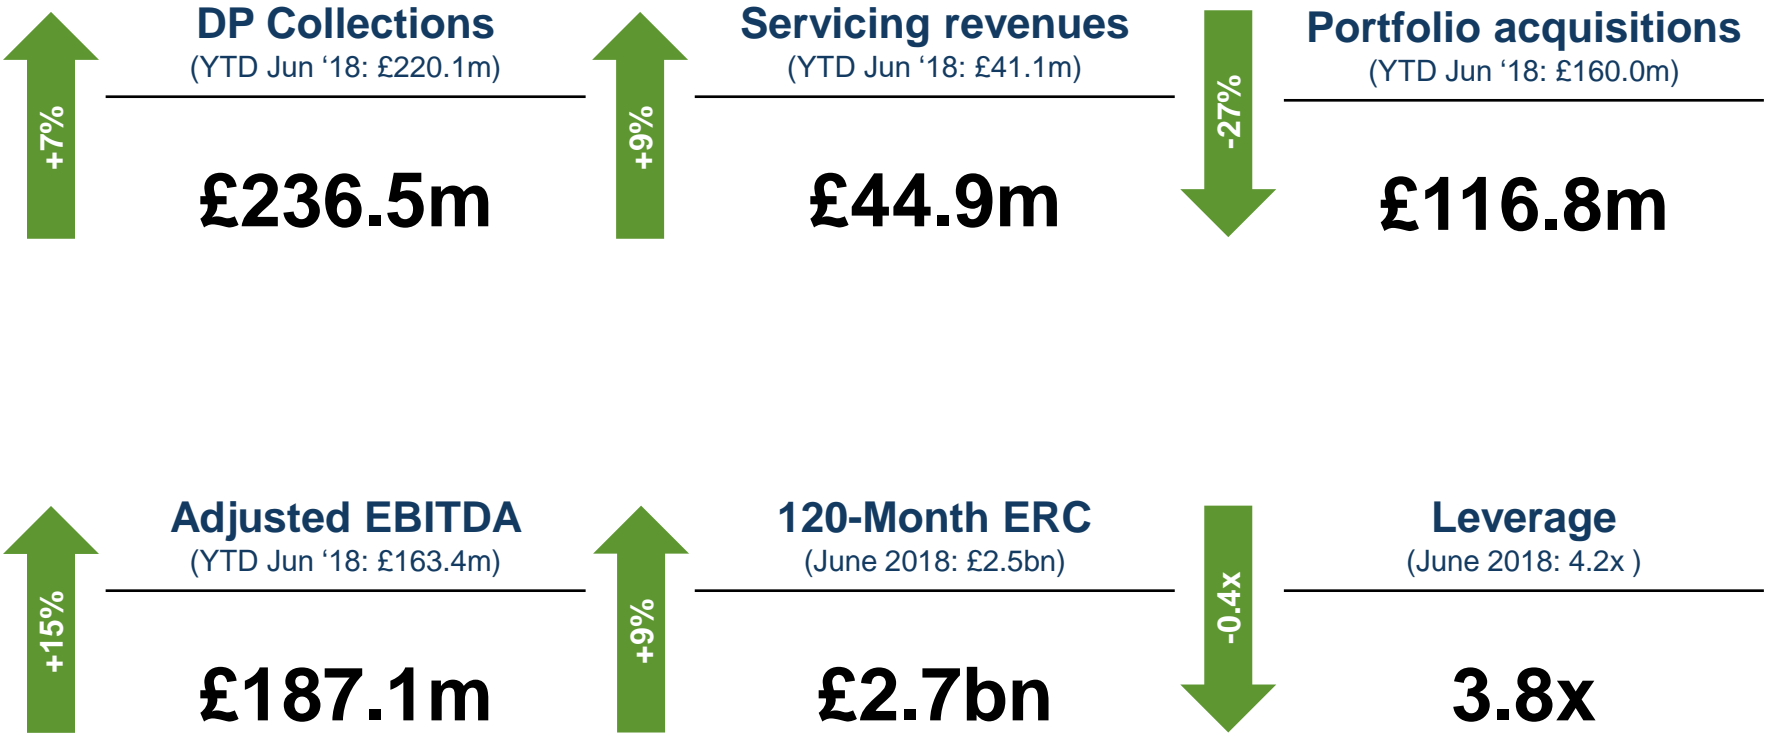 DP Collections
(YTD Jun ‘18: £220.1m)
+7%
£236.5m
Servicing revenues
(YTD Jun ‘18: £41.1m)
+9%
£44.9m
Portfolio acquisitions
(YTD Jun ‘18: £160.0m)
-27%
£116.8m
Adjusted EBITDA
(YTD Jun ‘18: £163.4m)
+15%
£187.1m
120-Month ERC
(June 2018: £2.5bn)
+9%
£2.7bn
Leverage
(June 2018: 4.2x )
-0.4x
3.8x